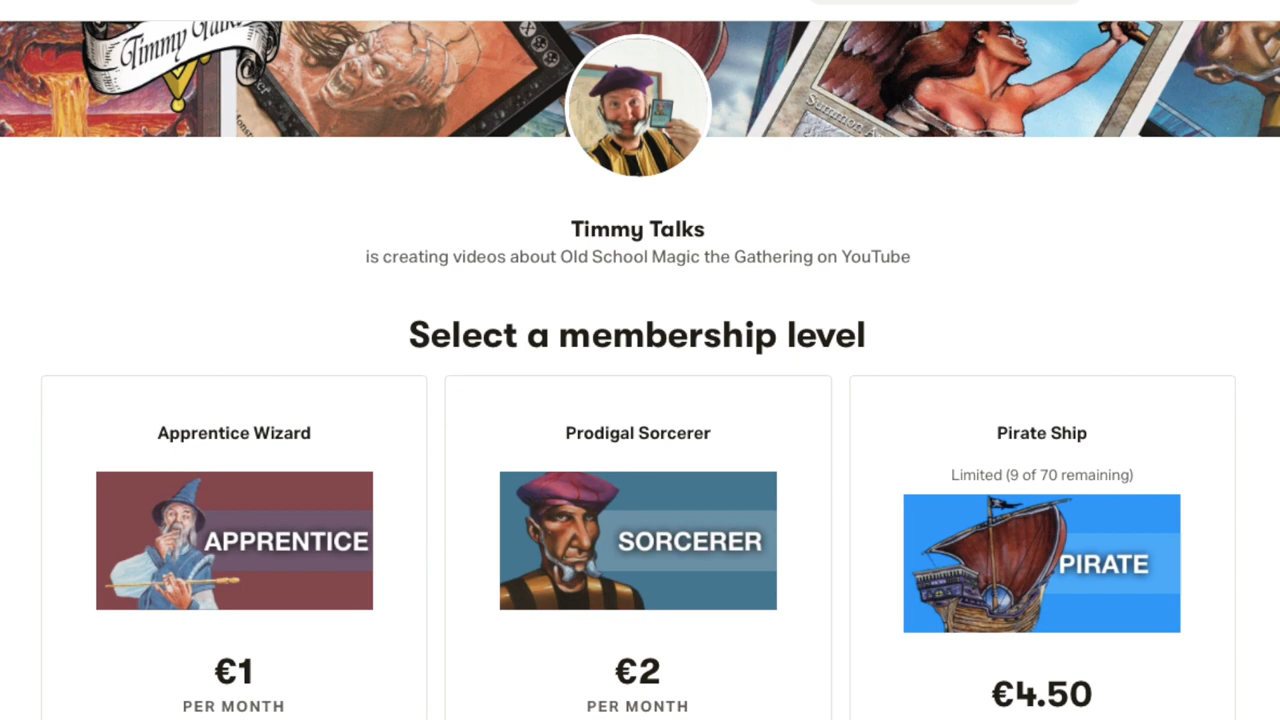 Timmy Talks
Summon A
Timmy Talks
is creating videos about Old School Magic the Gathering on YouTube
Select a membership level
Apprentice Wizard
Prodigal Sorcerer
Pirate Ship
Limited (9 of 70 remaining)
APPRENTICE
SORCERER
PIRATE
€1
PER MONTH
€2
PER MONTH
€4.50